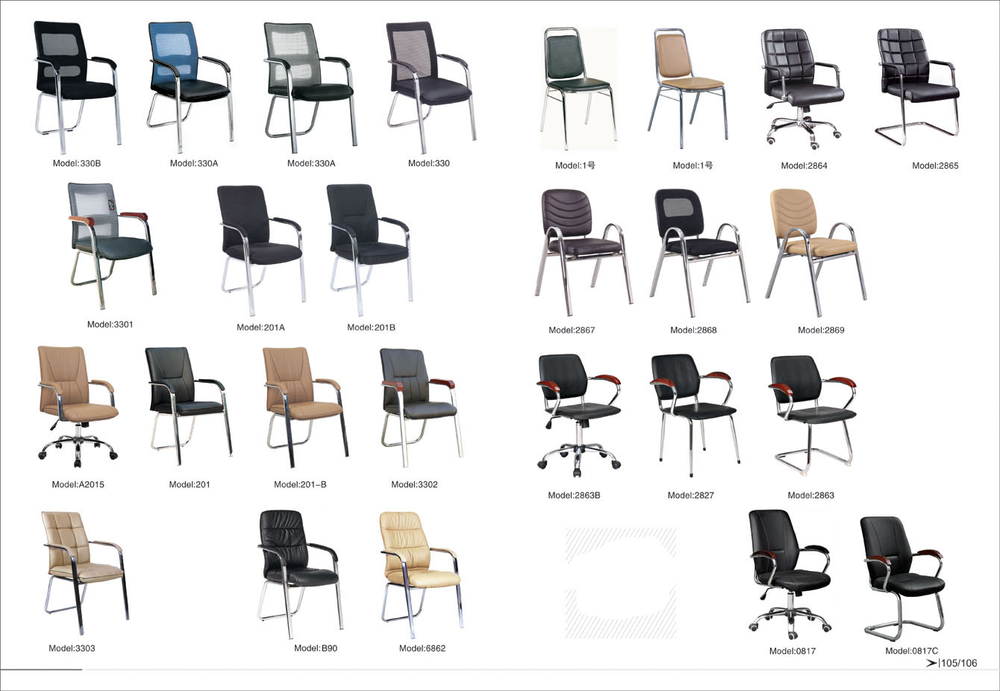 Model:330B
Model:330A
Model:330A
Model:330
Model:1号
Model:1号
Model:2864
Model:2865
Model:3301
Model:201A
Model:201B
Model:2867
Model:2868
Model:2869
Model:A2015
Model:201
Model:201-B
Model:3302
Model:2863B
Model:2827
Model:2863
Model:3303
Model:B90
Model:6862
Model:0817
Model:0817C
105/106